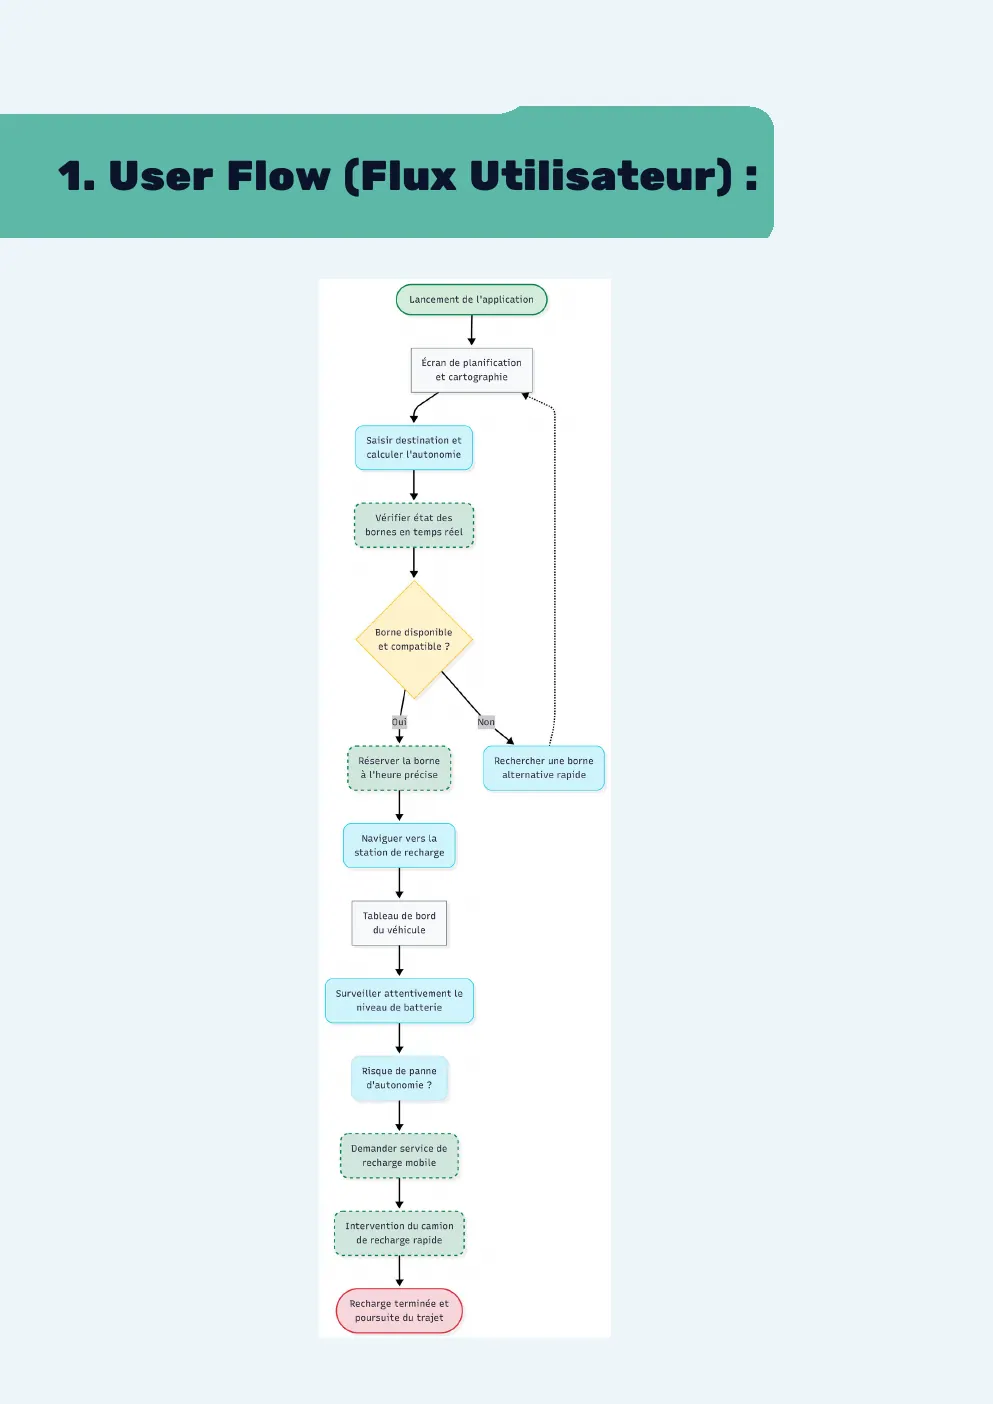 1. User Flow (Flux Utilisateur) :
Lancement de l'application
Écran de planification
et cartographie
Saisir destination et
calculer l'autonomie
Vérifier état des
bornes en temps réel
Borne disponible
et compatible ?
Oui
Non
Réserver la borne
à l'heure précise
Rechercher une borne
alternative rapide
Naviguer vers la
station de recharge
Tableau de bord
du véhicule
Surveiller attentivement le
niveau de batterie
Risque de panne
d'autonomie ?
Demander service de
recharge mobile
Intervention du camion
de recharge rapide
Recharge terminée et
poursuite du trajet